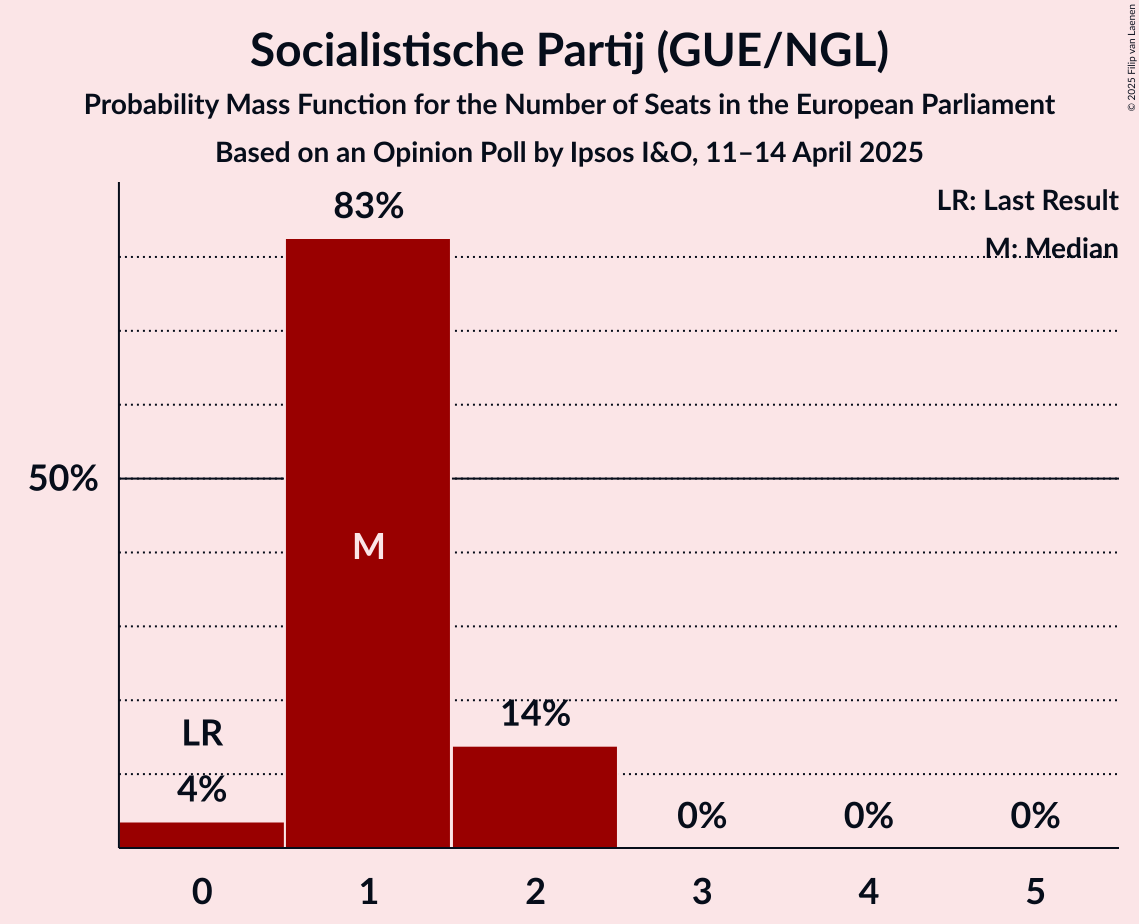 Socialistische Partij (GUE/NGL)
Probability Mass Function for the Number of Seats in the European Parliament
Based on an Opinion Poll by Ipsos I&O, 11–14 April 2025
© 2025 Filip van Laenen
LR: Last Result
M: Median
83%
50%
M
14%
LR
4%
0%
0%
0%
0
1
2
3
4
5